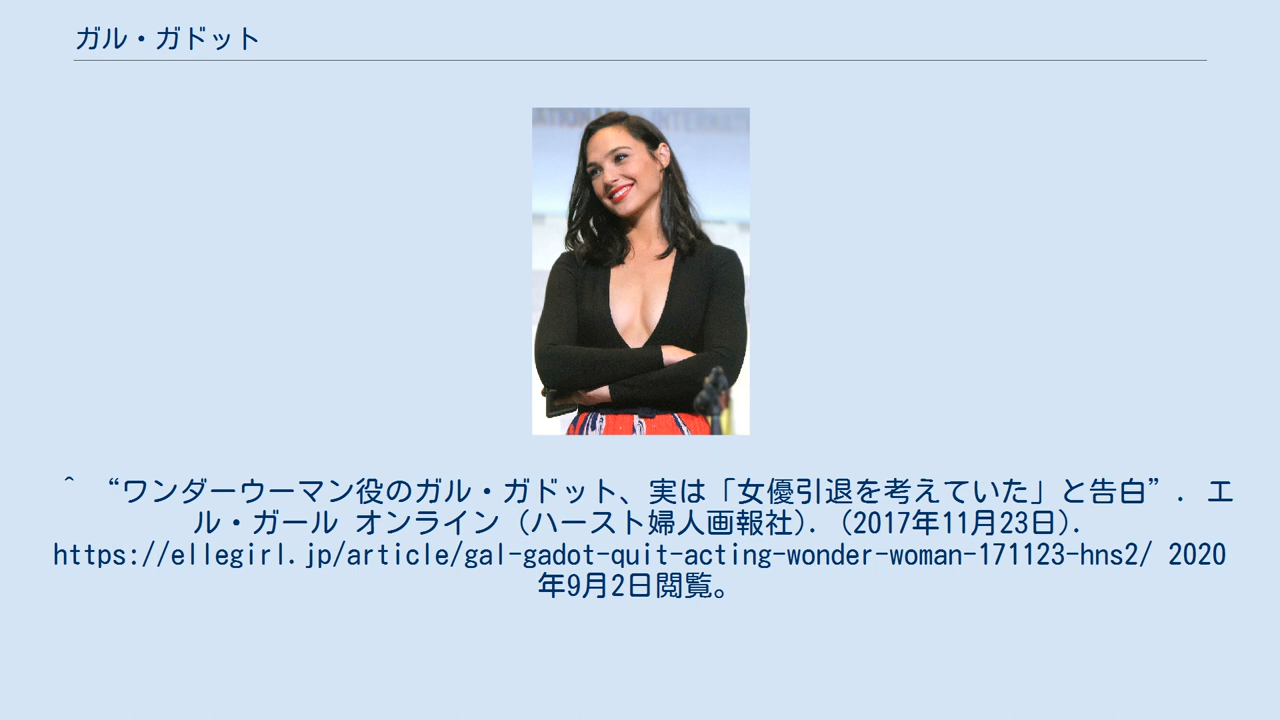 ガル・ガドット
^ “ワンダーウーマン役のガル・ガドット、実は「女優引退を考えていた」と告白”. エ
ル・ガール オンライン (ハースト婦人画報社). (2017年11月23日).
https://ellegirl.jp/article/gal-gadot-quit-acting-wonder-woman-171123-hns2/ 2020
年9月2日閲覧。